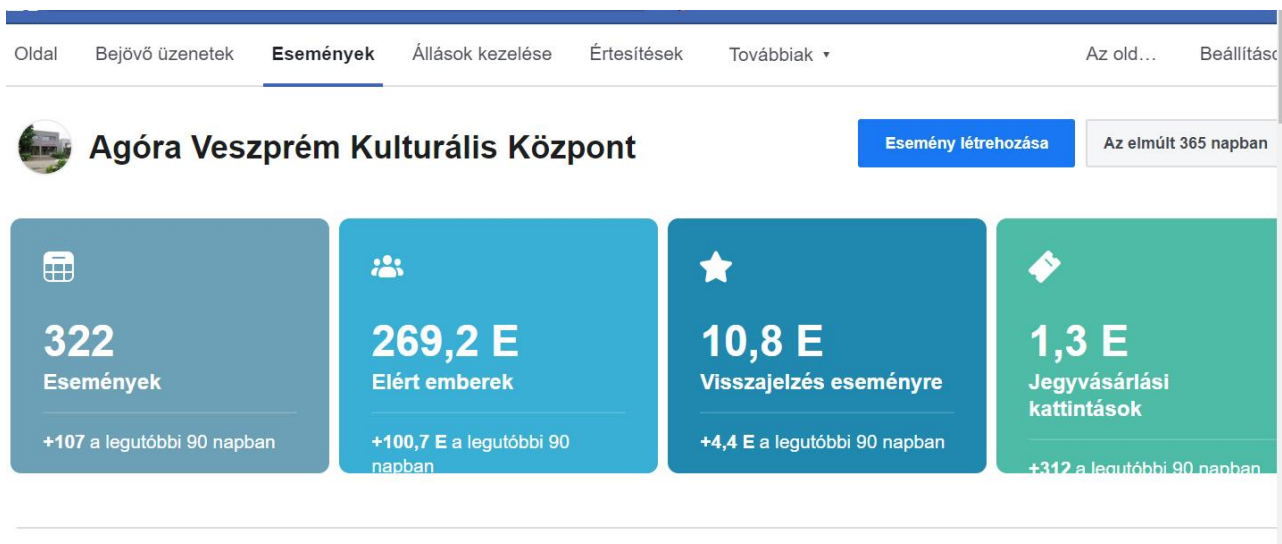 Oldal Bejövő üzenetek Események Állások kezelése Értesítések Továbbiak Az old… Beállításo
Agóra Veszprém Kulturális Központ Esemény létrehozása Az elmúlt 365 napban
322
Események
+107 a legutóbbi 90 napban
269,2 E
Elért emberek
+100,7 E a legutóbbi 90
napban
10,8 E
Visszajelzés eseményre
+4,4 E a legutóbbi 90 napban
1,3 E
Jegyvásárlási
kattintások
+312 a legutóbbi 90 napban